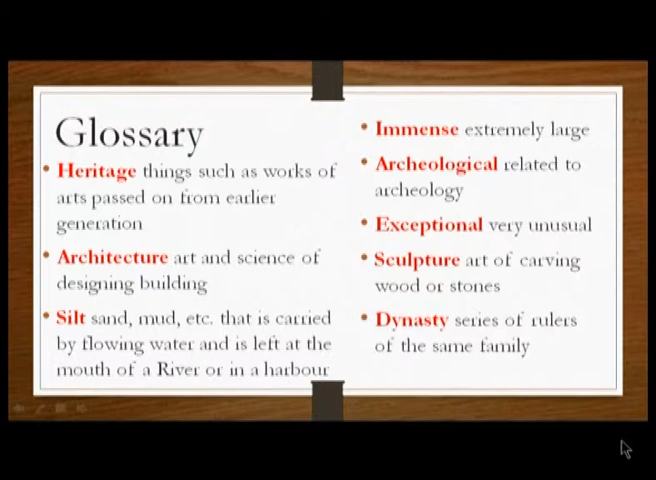 Glossary
• Heritage things such as works of
arts passed on from earlier
generation
• Architecture art and science of
designing building
• Silt sand, mud, etc. that is carried
by flowing water and is left at the
mouth of a River or in a harbour
• Immense extremely large
• Archeological related to
archeology
• Exceptional very unusual
• Sculpture art of carving
wood or stones
• Dynasty series of rulers
of the same family